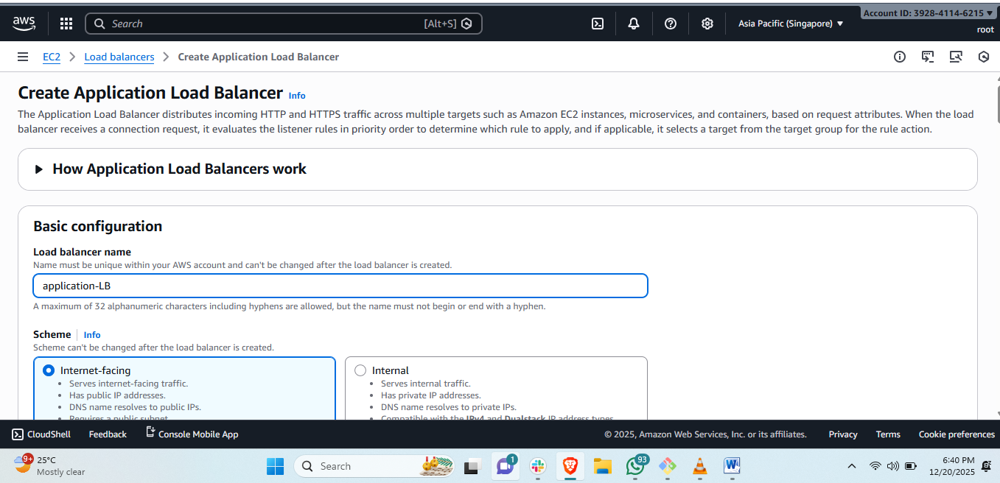 aws
Search
[Alt+S]
Asia Pacific (Singapore)
Account ID: 3928-4114-6215
root
EC2
Load balancers
Create Application Load Balancer
Create Application Load Balancer Info
The Application Load Balancer distributes incoming HTTP and HTTPS traffic across multiple targets such as Amazon EC2 instances, microservices, and containers, based on request attributes. When the load
balancer receives a connection request, it evaluates the listener rules in priority order to determine which rule to apply, and if applicable, it selects a target from the target group for the rule action.
How Application Load Balancers work
Basic configuration
Load balancer name
Name must be unique within your AWS account and can't be changed after the load balancer is created.
application-LB
A maximum of 32 alphanumeric characters including hyphens are allowed, but the name must not begin or end with a hyphen.
Scheme Info
Scheme can't be changed after the load balancer is created.
Internet-facing
• Serves internet-facing traffic.
• Has public IP addresses.
• DNS name resolves to public IPs.
• Requires a public subnet.
Internal
• Serves internal traffic.
• Has private IP addresses.
• DNS name resolves to private IPs.
• Compatible with the IPv4 and Dualstack IP address types.
CloudShell
Feedback
Console Mobile App
© 2025, Amazon Web Services, Inc. or its affiliates.
Privacy
Terms
Cookie preferences
9+
25°C
Mostly clear
Search
1
93
W
6:40 PM
12/20/2025